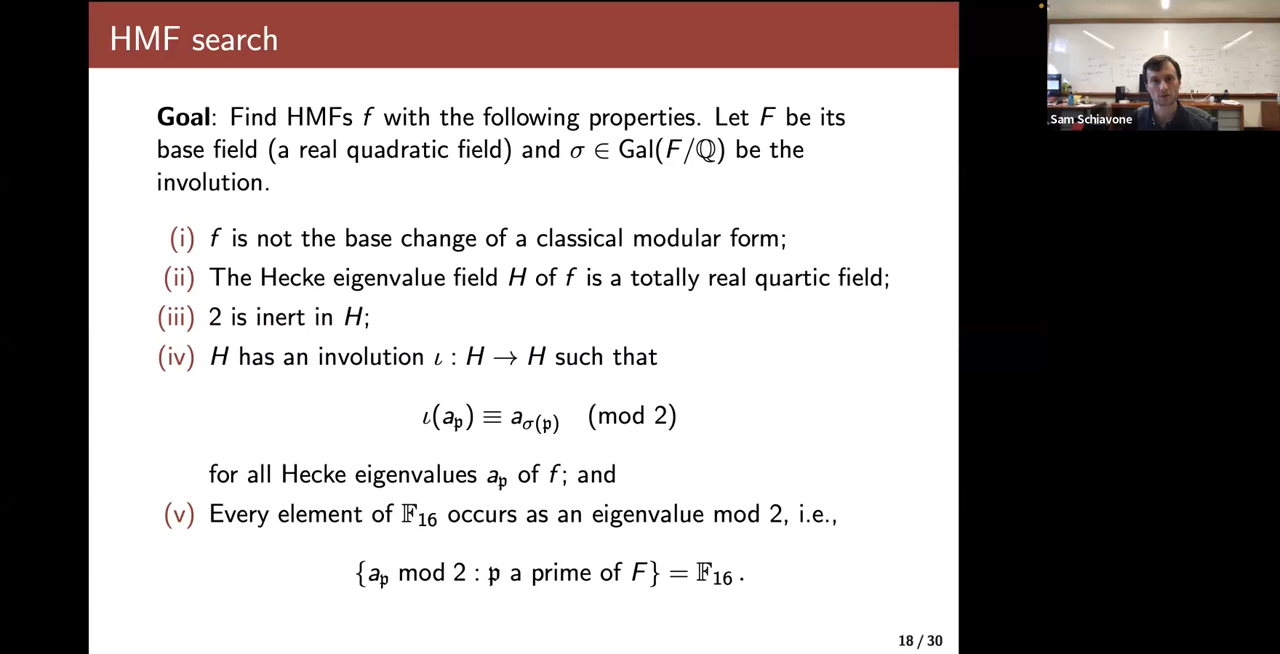 HMF search
Goal: Find HMFs f with the following properties. Let F be its
base field (a real quadratic field) and σ ∈ Gal(F/ℚ) be the
involution.
(i) f is not the base change of a classical modular form;
(ii) The Hecke eigenvalue field H of f is a totally real quartic field;
(iii) 2 is inert in H;
(iv) H has an involution ι : H → H such that
ι(a_𝔭) ≡ a_σ(𝔭) (mod 2)
for all Hecke eigenvalues a_𝔭 of f; and
(v) Every element of 𝔽₁₆ occurs as an eigenvalue mod 2, i.e.,
{a_𝔭 mod 2 : 𝔭 a prime of F} = 𝔽₁₆ .
18 / 30
Sam Schiavone